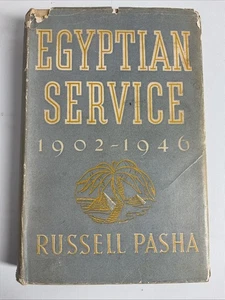 EGYPTIAN
SERVICE
1902-1946
RUSSELL PASHA